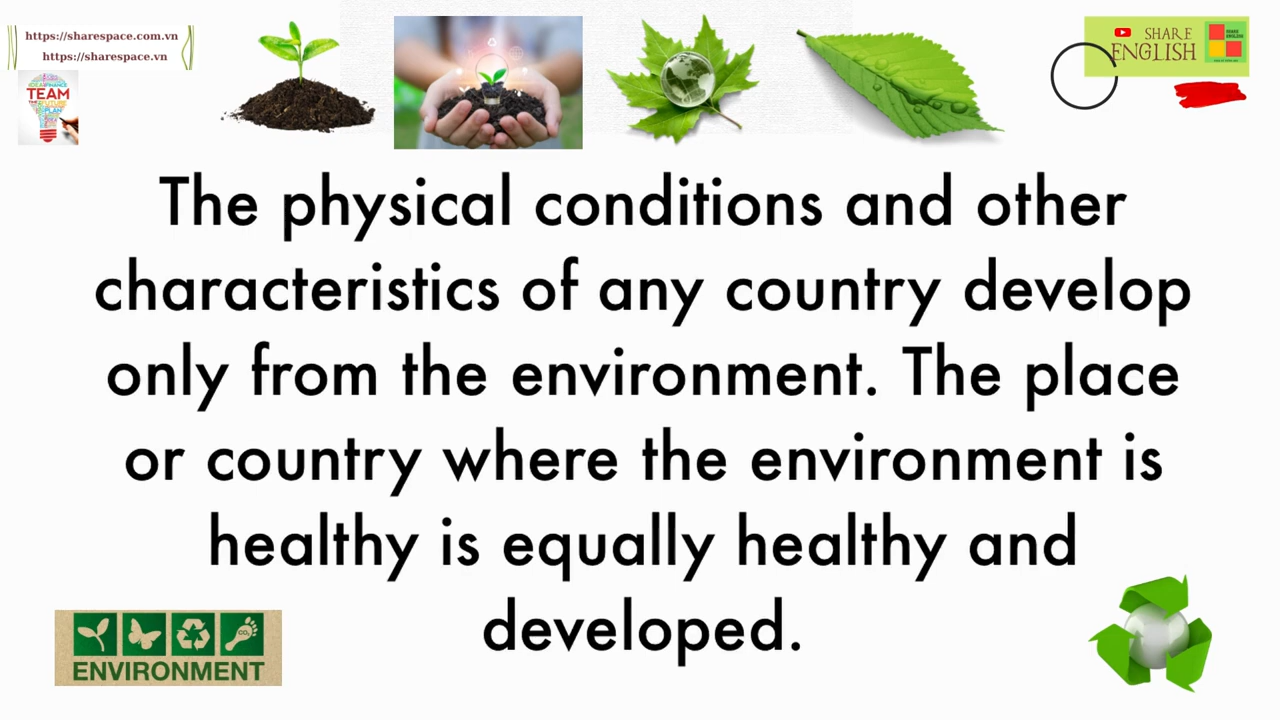 https://sharespace.com.vn
https://sharespace.vn
SHARE
ENGLISH
TEAM
PLAN
The physical conditions and other
characteristics of any country develop
only from the environment. The place
or country where the environment is
healthy is equally healthy and
developed.
CO₂
ENVIRONMENT